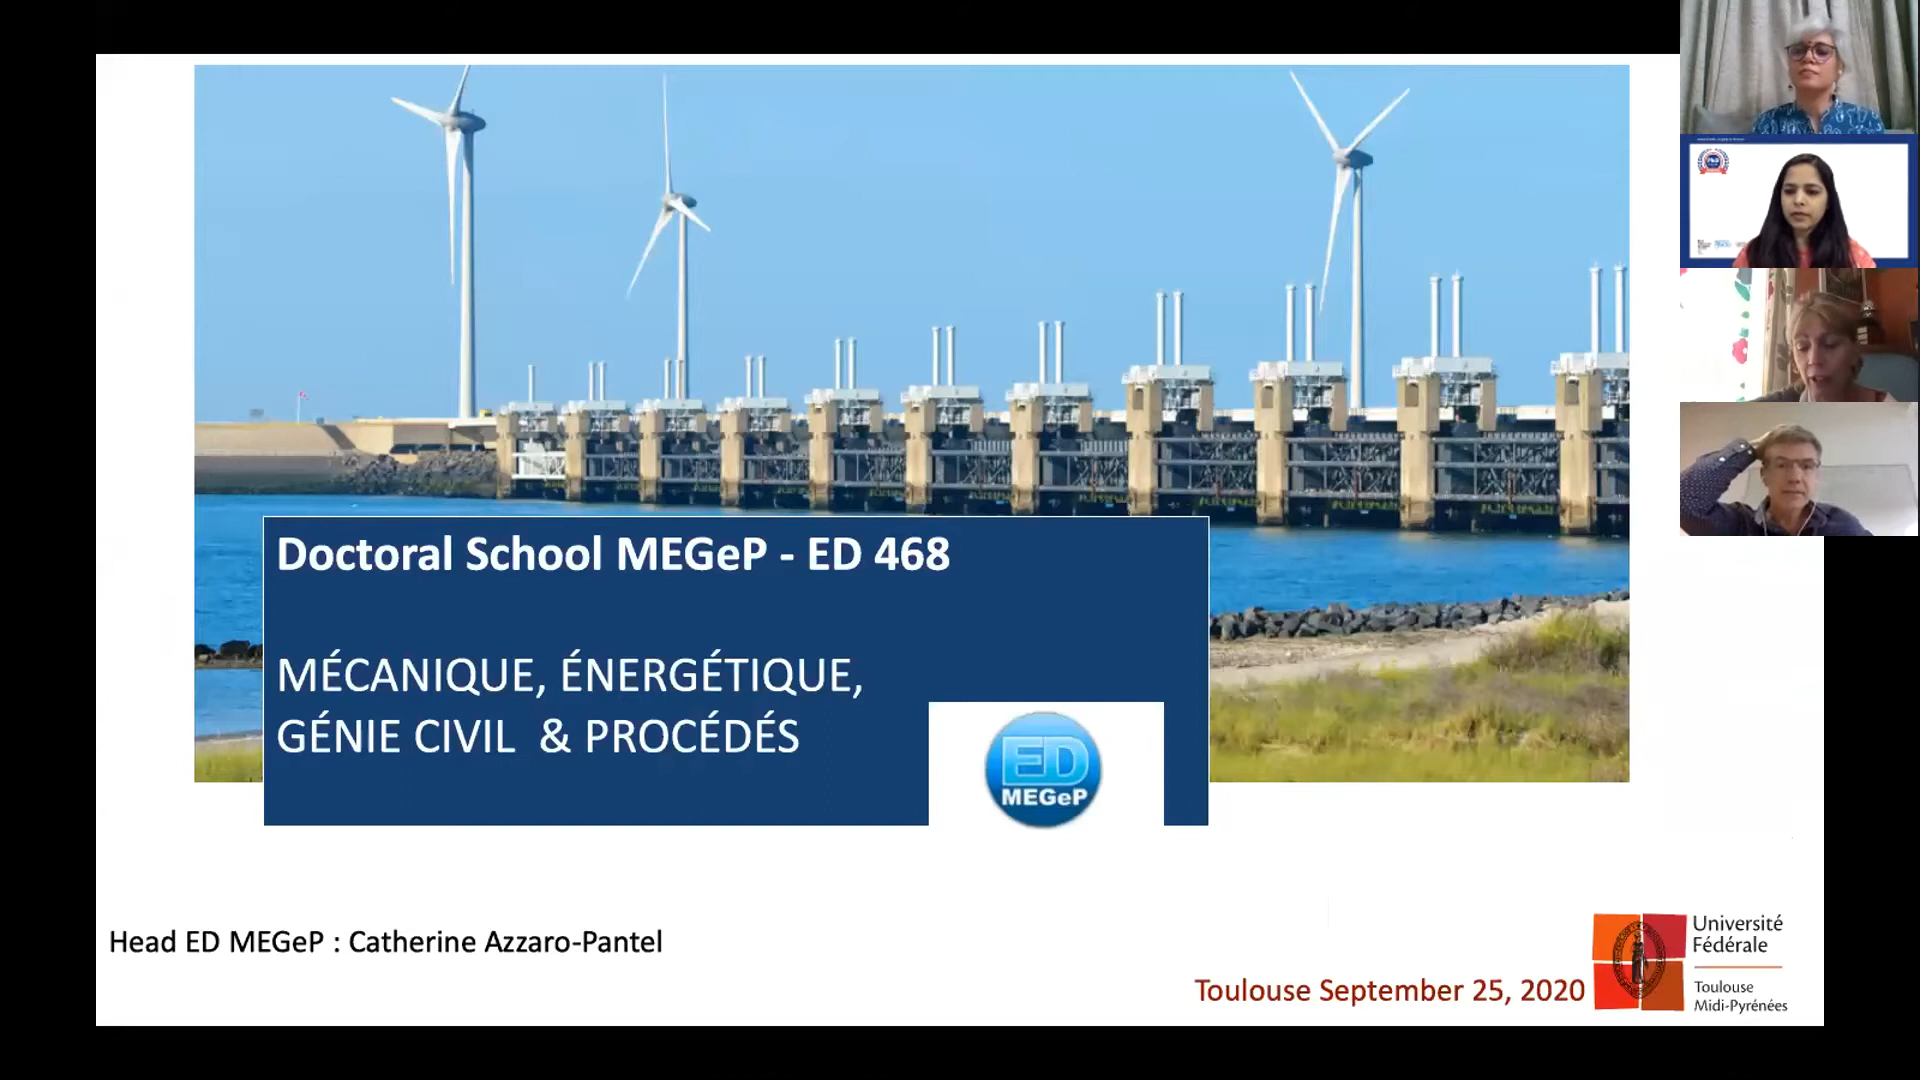 Doctoral School MEGeP - ED 468
MÉCANIQUE, ÉNERGÉTIQUE,
GÉNIE CIVIL & PROCÉDÉS
ED
MEGeP
Head ED MEGeP : Catherine Azzaro-Pantel
Toulouse September 25, 2020
Université
Fédérale
Toulouse
Midi-Pyrénées